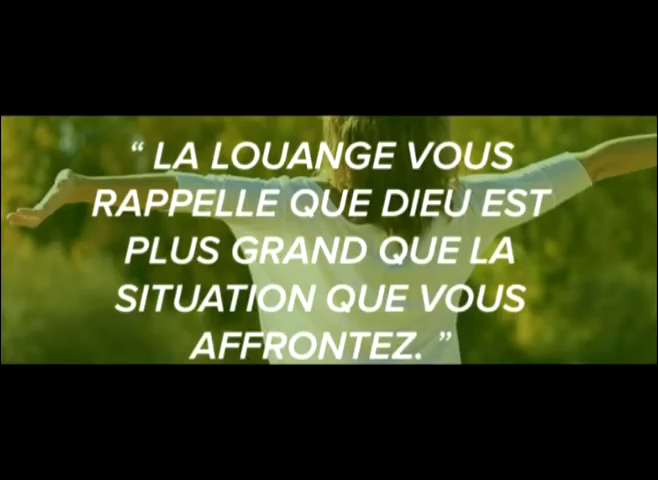 “ LA LOUANGE VOUS
RAPPELLE QUE DIEU EST
PLUS GRAND QUE LA
SITUATION QUE VOUS
AFFRONTEZ. ”